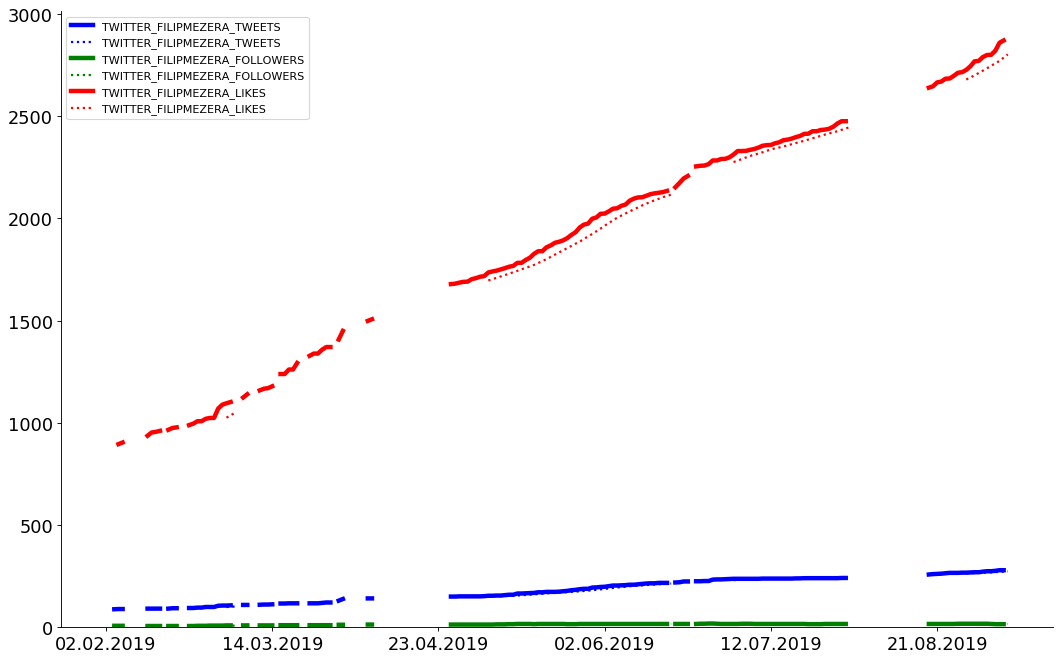 3000
2500
2000
1500
1000
500
0
TWITTER_FILIPMEZERA_TWEETS
TWITTER_FILIPMEZERA_TWEETS
TWITTER_FILIPMEZERA_FOLLOWERS
TWITTER_FILIPMEZERA_FOLLOWERS
TWITTER_FILIPMEZERA_LIKES
TWITTER_FILIPMEZERA_LIKES
02.02.2019 14.03.2019 23.04.2019 02.06.2019 12.07.2019 21.08.2019